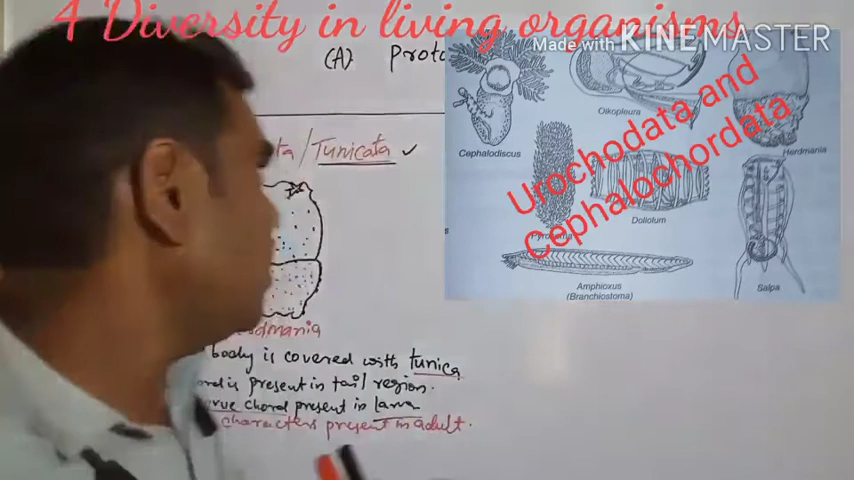 4 Diversity in living organisms
Made with KINEMASTER
(A) Proto
/Tunicata ✓
Cephalodiscus
Oikopleura
Herdmania
Urochodata and
Cephalochordata
Doliolum
Amphioxus
(Branchiostoma)
Salpa
body is covered with tunica
is present in tail region.
chord present in larva
characters present in adult.